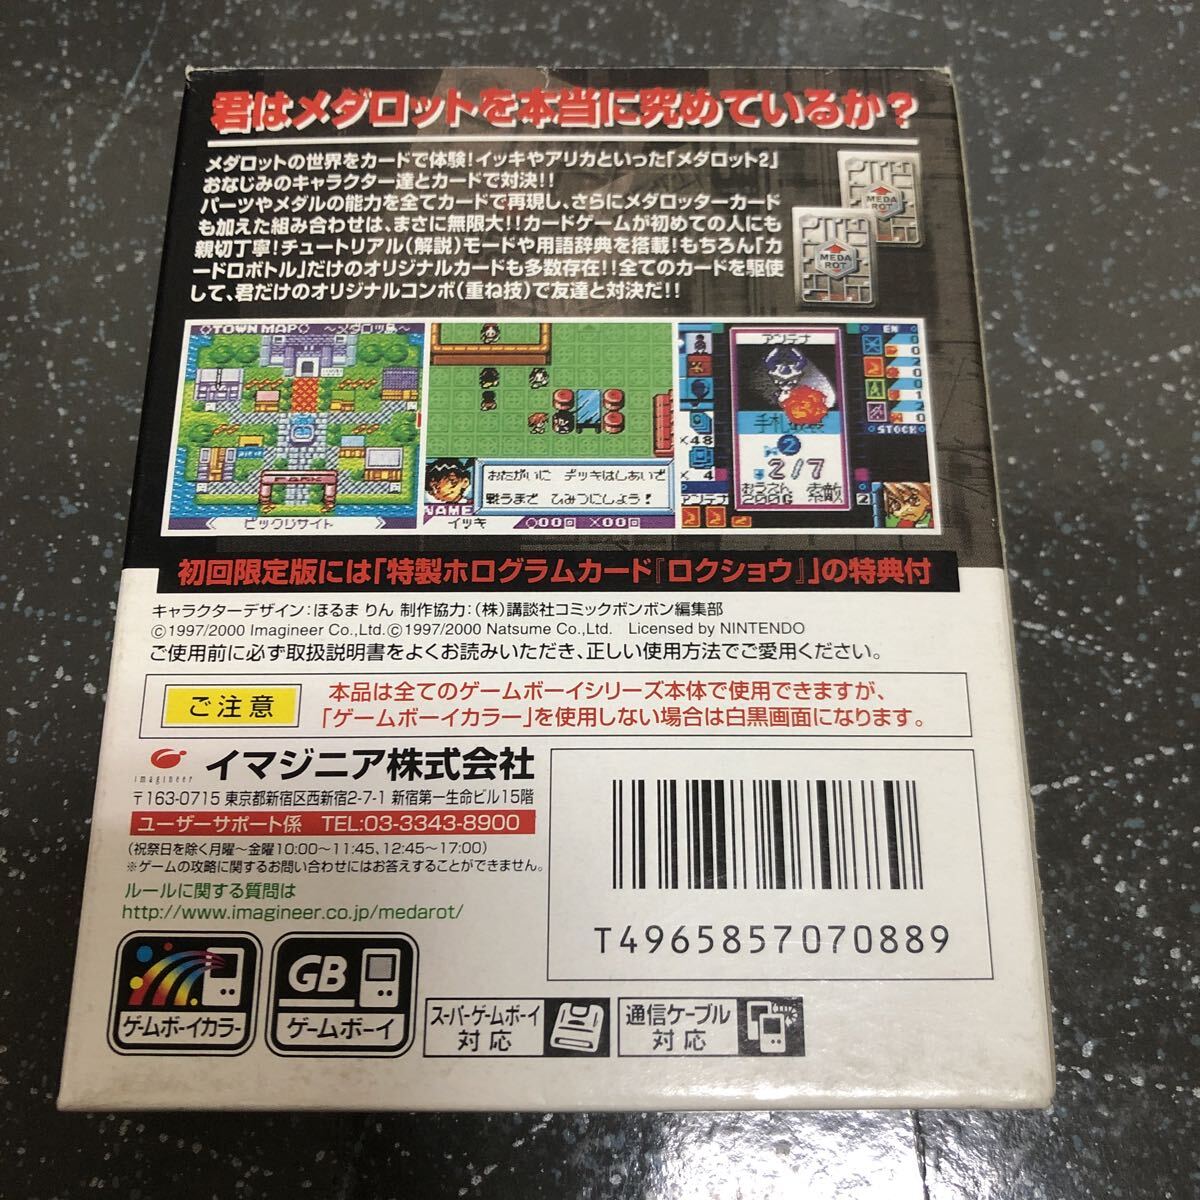 君はメダロットを本当に究めているか？
メダロットの世界をカードで体験！イッキやアリカといった「メダロット2」
おなじみのキャラクター達とカードで対決！！
パーツやメダルの能力を全てカードで再現し、さらにメダロッターカード
も加えた組み合わせは、まさに無限大！！カードゲームが初めての人にも
親切丁寧！チュートリアル（解説）モードや用語辞典を搭載！もちろん「カ
ードロボトル」だけのオリジナルカードも多数存在！！全てのカードを駆使
して、君だけのオリジナルコンボ（重ね技）で友達と対決だ！！
MEDA
ROT
MEDA
ROT
TOWN MAP ～メダロッ島～
PARK
ビックリサイト
おたがいに デッキはしあいで
戦うまで ひみつにしよう！
NAME
イッキ ○00回 ×00回
アンテナ
2
2/7
×48
×4
アンテナ
索敵
EN
STOCK
2
初回限定版には「特製ホログラムカード『ロクショウ』」の特典付
キャラクターデザイン：ほるま りん 制作協力：（株）講談社コミックボンボン編集部
©1997/2000 Imagineer Co.,Ltd.©1997/2000 Natsume Co.,Ltd. Licensed by NINTENDO
ご使用前に必ず取扱説明書をよくお読みいただき、正しい使用方法でご愛用ください。
ご注意
本品は全てのゲームボーイシリーズ本体で使用できますが、
「ゲームボーイカラー」を使用しない場合は白黒画面になります。
imagineer
イマジニア株式会社
〒163-0715 東京都新宿区西新宿2-7-1 新宿第一生命ビル15階
ユーザーサポート係 TEL:03-3343-8900
（祝祭日を除く月曜～金曜10:00～11:45、12:45～17:00）
※ゲームの攻略に関するお問い合わせにはお答えすることができません。
ルールに関する質問は
http://www.imagineer.co.jp/medarot/
T4965857070889
ゲームボーイカラー
GB
ゲームボーイ
スーパーゲームボーイ
対応
通信ケーブル
対応